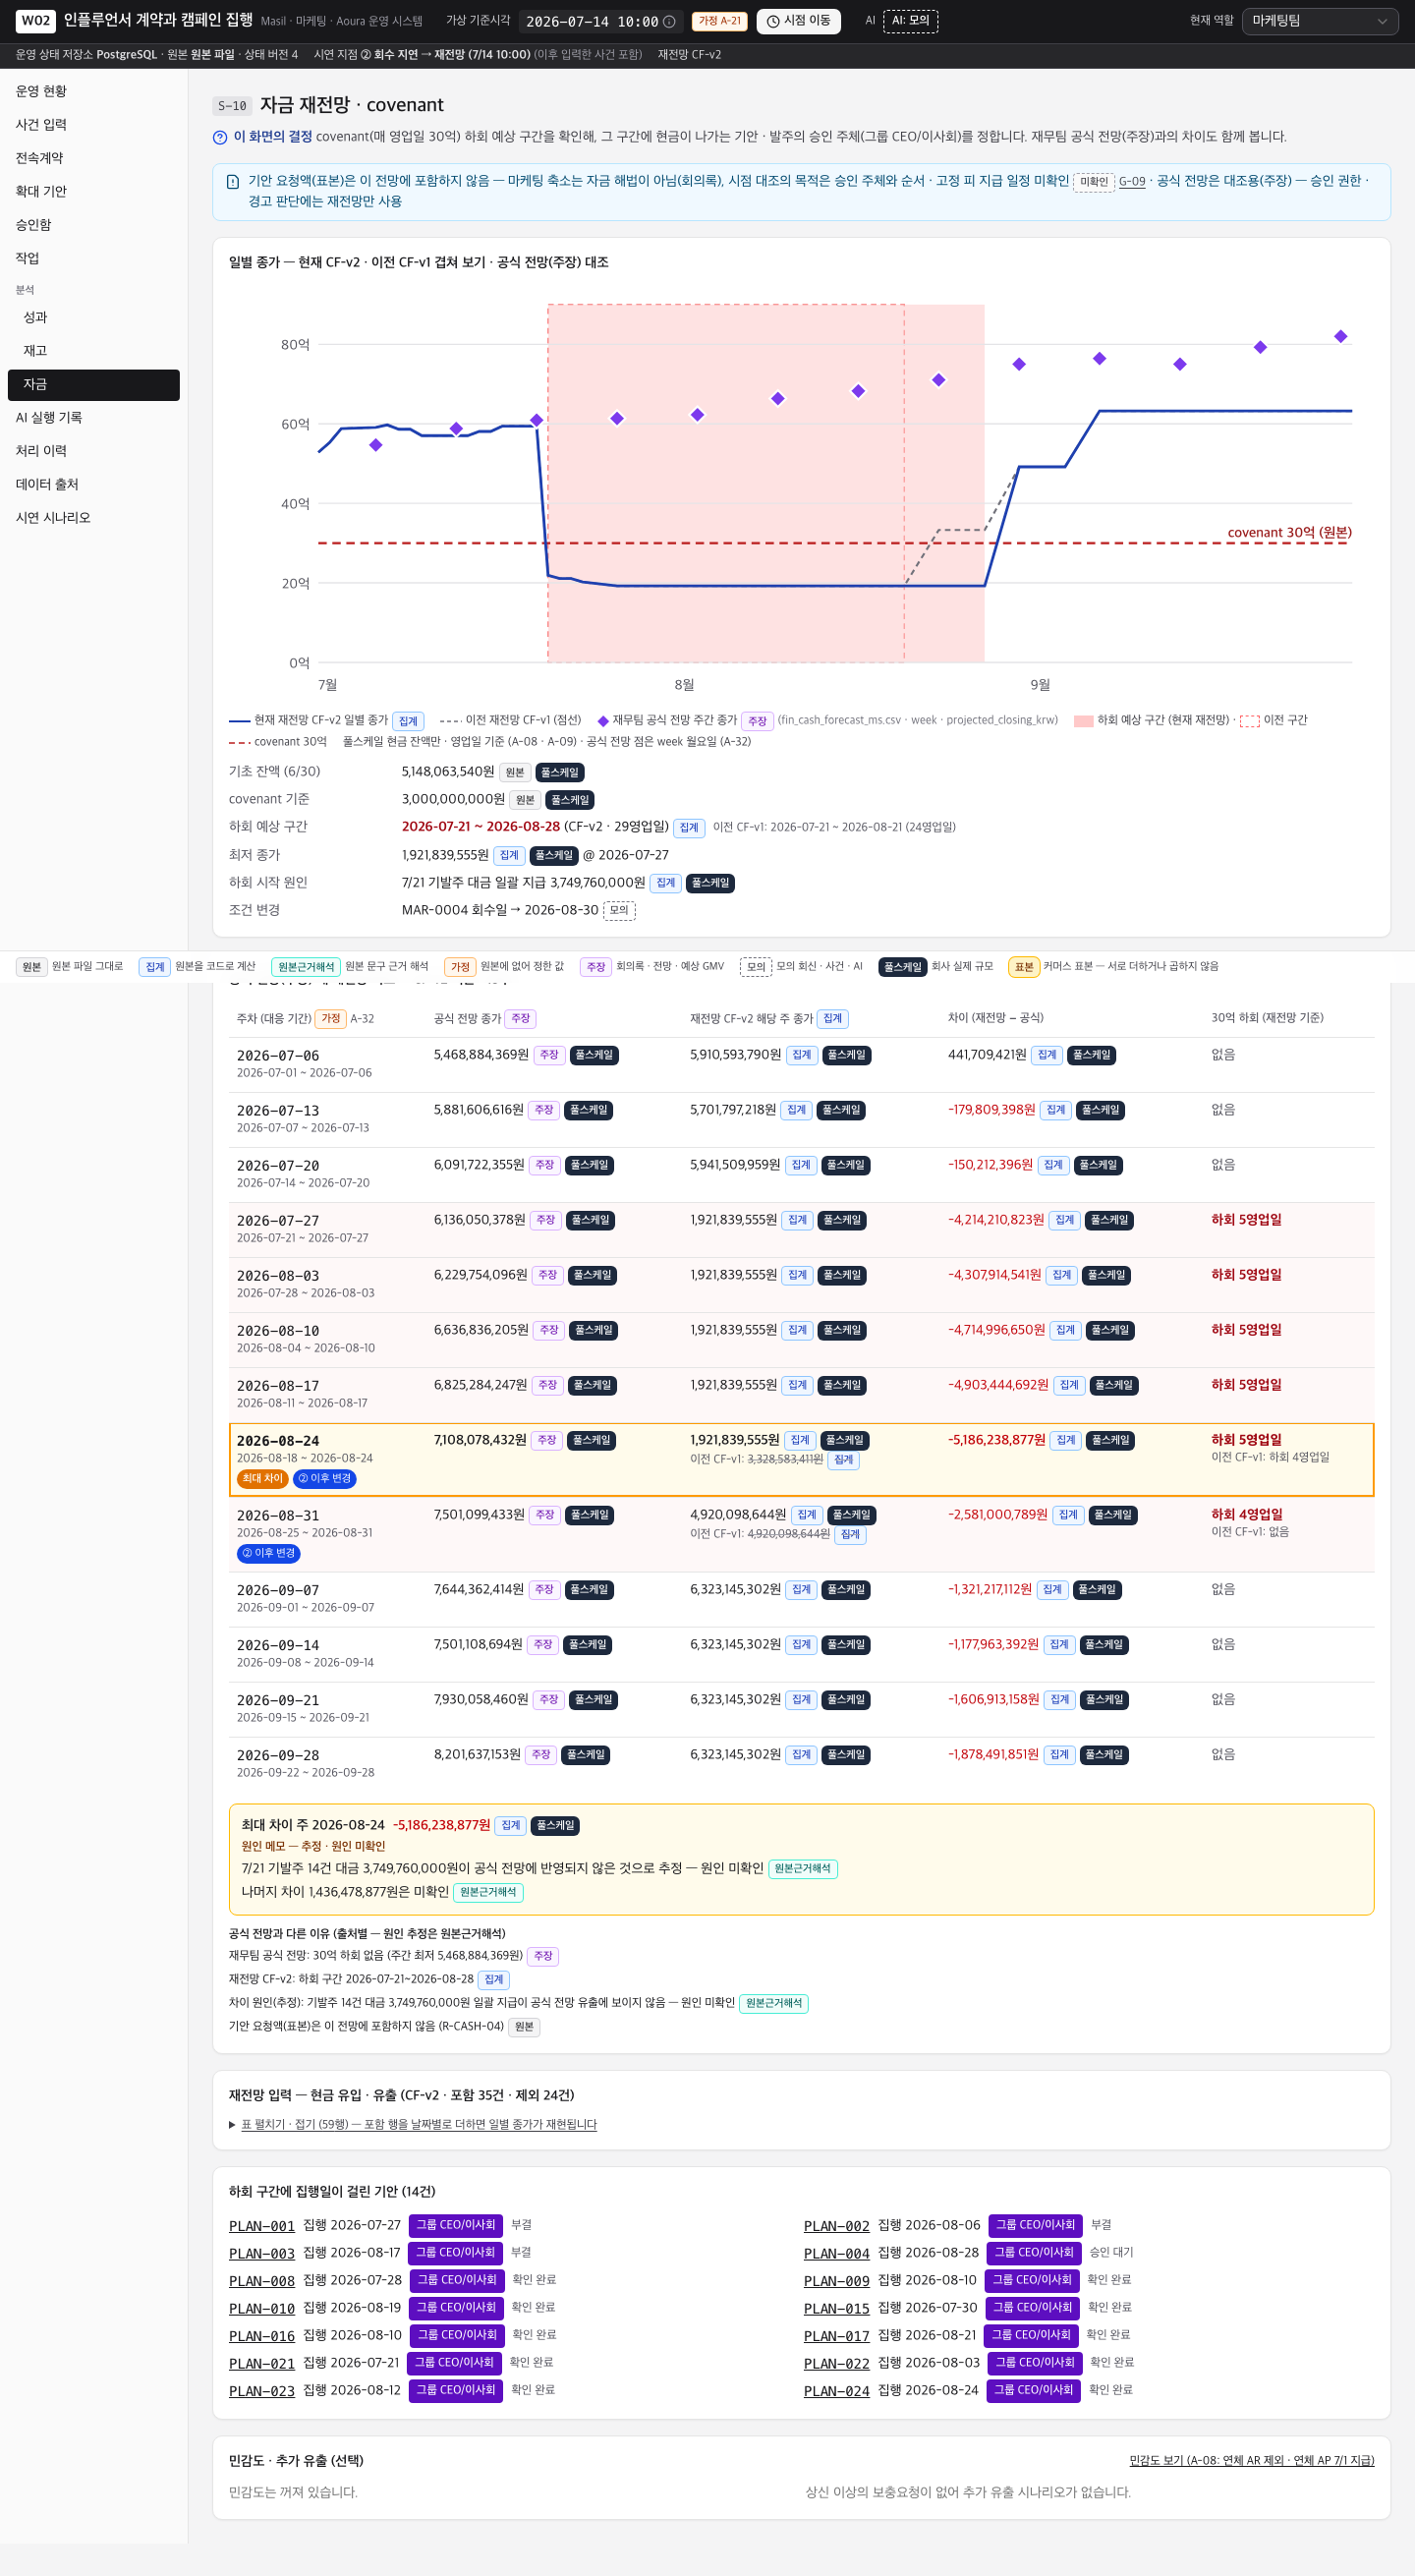 W02 인플루언서 계약과 캠페인 집행 Masil · 마케팅 · Aoura 운영 시스템 가상 기준시각 2026-07-14 10:00 가정 A-21 시점 이동 AI AI: 모의 현재 역할 마케팅팀
운영 상태 저장소 PostgreSQL · 원본 원본 파일 · 상태 버전 4 시연 지점 ② 회수 지연 → 재전망 (7/14 10:00) (이후 입력한 사건 포함) 재전망 CF-v2
운영 현황
사건 입력
전속계약
확대 기안
승인함
작업
분석
성과
재고
자금
AI 실행 기록
처리 이력
데이터 출처
시연 시나리오
S-10 자금 재전망 · covenant
이 화면의 결정 covenant(매 영업일 30억) 하회 예상 구간을 확인해, 그 구간에 현금이 나가는 기안 · 발주의 승인 주체(그룹 CEO/이사회)를 정합니다. 재무팀 공식 전망(주장)과의 차이도 함께 봅니다.
기안 요청액(표본)은 이 전망에 포함하지 않음 — 마케팅 축소는 자금 해법이 아님(회의록), 시점 대조의 목적은 승인 주체와 순서 · 고정 피 지급 일정 미확인 미확인 G-09 · 공식 전망은 대조용(주장) — 승인 권한 ·
경고 판단에는 재전망만 사용
일별 종가 — 현재 CF-v2 · 이전 CF-v1 겹쳐 보기 · 공식 전망(주장) 대조
80억
60억
40억
covenant 30억 (원본)
20억
0억
7월 8월 9월
현재 재전망 CF-v2 일별 종가 집계 이전 재전망 CF-v1 (점선) 재무팀 공식 전망 주간 종가 주장 (fin_cash_forecast_ms.csv · week · projected_closing_krw) 하회 예상 구간 (현재 재전망) · 이전 구간
covenant 30억 풀스케일 현금 잔액만 · 영업일 기준 (A-08 · A-09) · 공식 전망 점은 week 월요일 (A-32)
기초 잔액 (6/30) 5,148,063,540원 원본 풀스케일
covenant 기준 3,000,000,000원 원본 풀스케일
하회 예상 구간 2026-07-21 ~ 2026-08-28 (CF-v2 · 29영업일) 집계 이전 CF-v1: 2026-07-21 ~ 2026-08-21 (24영업일)
최저 종가 1,921,839,555원 집계 풀스케일 @ 2026-07-27
하회 시작 원인 7/21 기발주 대금 일괄 지급 3,749,760,000원 집계 풀스케일
조건 변경 MAR-0004 회수일 → 2026-08-30 모의
원본 원본 파일 그대로 집계 원본을 코드로 계산 원본근거해석 원본 문구 근거 해석 가정 원본에 없어 정한 값 주장 회의록 · 전망 · 예상 GMV 모의 모의 회신 · 사건 · AI 풀스케일 회사 실제 규모 표본 커머스 표본 — 서로 더하거나 곱하지 않음
주차 (대응 기간) 가정 A-32 공식 전망 종가 주장 재전망 CF-v2 해당 주 종가 집계 차이 (재전망 − 공식) 30억 하회 (재전망 기준)
2026-07-06 5,468,884,369원 주장 풀스케일 5,910,593,790원 집계 풀스케일 441,709,421원 집계 풀스케일 없음
2026-07-01 ~ 2026-07-06
2026-07-13 5,881,606,616원 주장 풀스케일 5,701,797,218원 집계 풀스케일 -179,809,398원 집계 풀스케일 없음
2026-07-07 ~ 2026-07-13
2026-07-20 6,091,722,355원 주장 풀스케일 5,941,509,959원 집계 풀스케일 -150,212,396원 집계 풀스케일 없음
2026-07-14 ~ 2026-07-20
2026-07-27 6,136,050,378원 주장 풀스케일 1,921,839,555원 집계 풀스케일 -4,214,210,823원 집계 풀스케일 하회 5영업일
2026-07-21 ~ 2026-07-27
2026-08-03 6,229,754,096원 주장 풀스케일 1,921,839,555원 집계 풀스케일 -4,307,914,541원 집계 풀스케일 하회 5영업일
2026-07-28 ~ 2026-08-03
2026-08-10 6,636,836,205원 주장 풀스케일 1,921,839,555원 집계 풀스케일 -4,714,996,650원 집계 풀스케일 하회 5영업일
2026-08-04 ~ 2026-08-10
2026-08-17 6,825,284,247원 주장 풀스케일 1,921,839,555원 집계 풀스케일 -4,903,444,692원 집계 풀스케일 하회 5영업일
2026-08-11 ~ 2026-08-17
2026-08-24 7,108,078,432원 주장 풀스케일 1,921,839,555원 집계 풀스케일 -5,186,238,877원 집계 풀스케일 하회 5영업일
2026-08-18 ~ 2026-08-24 이전 CF-v1: 3,328,583,411원 집계 이전 CF-v1: 하회 4영업일
최대 차이 ② 이후 변경
2026-08-31 7,501,099,433원 주장 풀스케일 4,920,098,644원 집계 풀스케일 -2,581,000,789원 집계 풀스케일 하회 4영업일
2026-08-25 ~ 2026-08-31 이전 CF-v1: 4,920,098,644원 집계 이전 CF-v1: 없음
② 이후 변경
2026-09-07 7,644,362,414원 주장 풀스케일 6,323,145,302원 집계 풀스케일 -1,321,217,112원 집계 풀스케일 없음
2026-09-01 ~ 2026-09-07
2026-09-14 7,501,108,694원 주장 풀스케일 6,323,145,302원 집계 풀스케일 -1,177,963,392원 집계 풀스케일 없음
2026-09-08 ~ 2026-09-14
2026-09-21 7,930,058,460원 주장 풀스케일 6,323,145,302원 집계 풀스케일 -1,606,913,158원 집계 풀스케일 없음
2026-09-15 ~ 2026-09-21
2026-09-28 8,201,637,153원 주장 풀스케일 6,323,145,302원 집계 풀스케일 -1,878,491,851원 집계 풀스케일 없음
2026-09-22 ~ 2026-09-28
최대 차이 주 2026-08-24 -5,186,238,877원 집계 풀스케일
원인 메모 — 추정 · 원인 미확인
7/21 기발주 14건 대금 3,749,760,000원이 공식 전망에 반영되지 않은 것으로 추정 — 원인 미확인 원본근거해석
나머지 차이 1,436,478,877원은 미확인 원본근거해석
공식 전망과 다른 이유 (출처별 — 원인 추정은 원본근거해석)
재무팀 공식 전망: 30억 하회 없음 (주간 최저 5,468,884,369원) 주장
재전망 CF-v2: 하회 구간 2026-07-21~2026-08-28 집계
차이 원인(추정): 기발주 14건 대금 3,749,760,000원 일괄 지급이 공식 전망 유출에 보이지 않음 — 원인 미확인 원본근거해석
기안 요청액(표본)은 이 전망에 포함하지 않음 (R-CASH-04) 원본
재전망 입력 — 현금 유입 · 유출 (CF-v2 · 포함 35건 · 제외 24건)
▶ 표 펼치기 · 접기 (59행) — 포함 행을 날짜별로 더하면 일별 종가가 재현됩니다
하회 구간에 집행일이 걸린 기안 (14건)
PLAN-001 집행 2026-07-27 그룹 CEO/이사회 부결 PLAN-002 집행 2026-08-06 그룹 CEO/이사회 부결
PLAN-003 집행 2026-08-17 그룹 CEO/이사회 부결 PLAN-004 집행 2026-08-28 그룹 CEO/이사회 승인 대기
PLAN-008 집행 2026-07-28 그룹 CEO/이사회 확인 완료 PLAN-009 집행 2026-08-10 그룹 CEO/이사회 확인 완료
PLAN-010 집행 2026-08-19 그룹 CEO/이사회 확인 완료 PLAN-015 집행 2026-07-30 그룹 CEO/이사회 확인 완료
PLAN-016 집행 2026-08-10 그룹 CEO/이사회 확인 완료 PLAN-017 집행 2026-08-21 그룹 CEO/이사회 확인 완료
PLAN-021 집행 2026-07-21 그룹 CEO/이사회 확인 완료 PLAN-022 집행 2026-08-03 그룹 CEO/이사회 확인 완료
PLAN-023 집행 2026-08-12 그룹 CEO/이사회 확인 완료 PLAN-024 집행 2026-08-24 그룹 CEO/이사회 확인 완료
민감도 · 추가 유출 (선택) 민감도 보기 (A-08: 연체 AR 제외 · 연체 AP 7/1 지급)
민감도는 꺼져 있습니다. 상신 이상의 보충요청이 없어 추가 유출 시나리오가 없습니다.